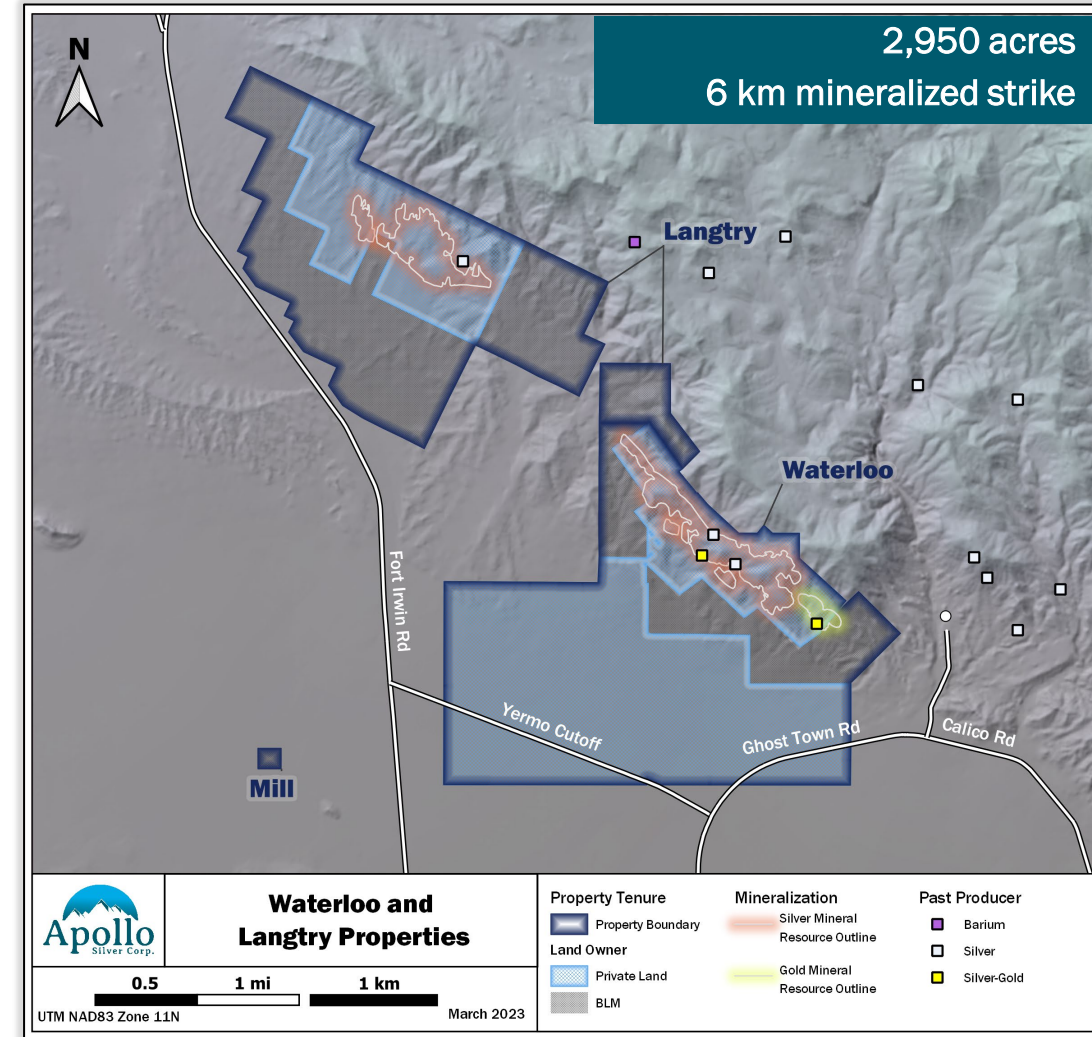 2,950 acres
6 km mineralized strike
N
Langtry
Waterloo
Fort Irwin Rd
Yermo Cutoff
Ghost Town Rd
Calico Rd
Mill
Apollo
Silver Corp.
Waterloo and
Langtry Properties
0.5
1 mi
1 km
UTM NAD83 Zone 11N
March 2023
Property Tenure
Property Boundary
Land Owner
Private Land
BLM
Mineralization
Silver Mineral
Resource Outline
Gold Mineral
Resource Outline
Past Producer
Barium
Silver
Silver-Gold